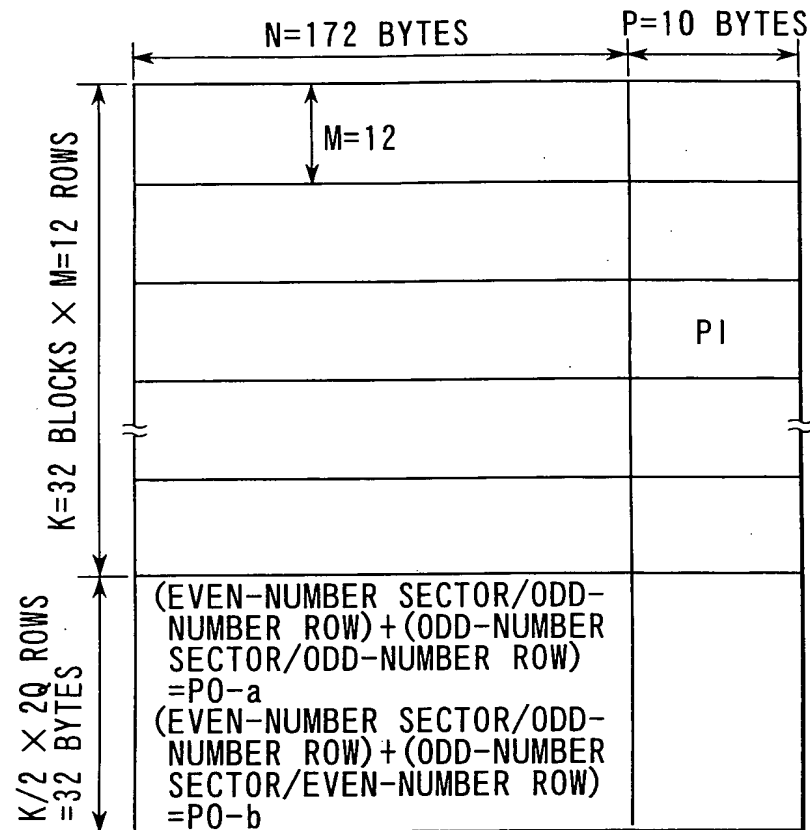 N=172 BYTES
P=10 BYTES
M=12
K=32 BLOCKS × M=12 ROWS
PI
K/2 × 2Q ROWS
=32 BYTES
(EVEN-NUMBER SECTOR/ODD-
NUMBER ROW)+(ODD-NUMBER
SECTOR/ODD-NUMBER ROW)
=PO-a
(EVEN-NUMBER SECTOR/ODD-
NUMBER ROW)+(ODD-NUMBER
SECTOR/EVEN-NUMBER ROW)
=PO-b